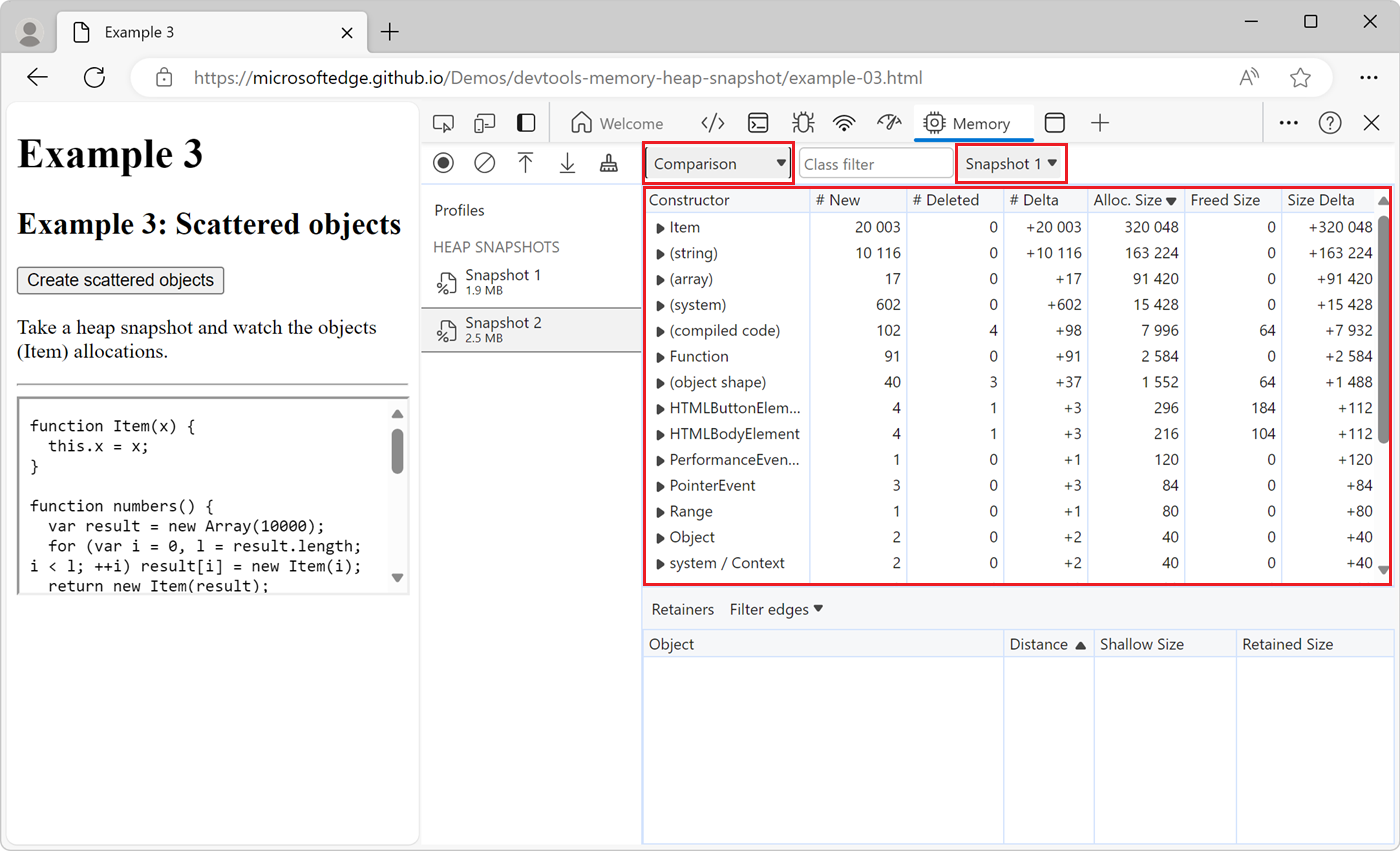 Example 3
https://microsoftedge.github.io/Demos/devtools-memory-heap-snapshot/example-03.html
Example 3
Example 3: Scattered objects
Create scattered objects
Take a heap snapshot and watch the objects
(Item) allocations.
function Item(x) {
  this.x = x;
}
function numbers() {
  var result = new Array(10000);
  for (var i = 0, l = result.length;
i < l; ++i) result[i] = new Item(i);
  return new Item(result);
Welcome
Memory
Comparison
Class filter
Snapshot 1
Profiles
HEAP SNAPSHOTS
Snapshot 1
1.9 MB
Snapshot 2
2.5 MB
Constructor # New # Deleted # Delta Alloc. Size Freed Size Size Delta
Item 20 003 0 +20 003 320 048 0 +320 048
(string) 10 116 0 +10 116 163 224 0 +163 224
(array) 17 0 +17 91 420 0 +91 420
(system) 602 0 +602 15 428 0 +15 428
(compiled code) 102 4 +98 7 996 64 +7 932
Function 91 0 +91 2 584 0 +2 584
(object shape) 40 3 +37 1 552 64 +1 488
HTMLButtonElem... 4 1 +3 296 184 +112
HTMLBodyElement 4 1 +3 216 104 +112
PerformanceEven... 1 0 +1 120 0 +120
PointerEvent 3 0 +3 84 0 +84
Range 1 0 +1 80 0 +80
Object 2 0 +2 40 0 +40
system / Context 2 0 +2 40 0 +40
Retainers Filter edges
Object Distance Shallow Size Retained Size